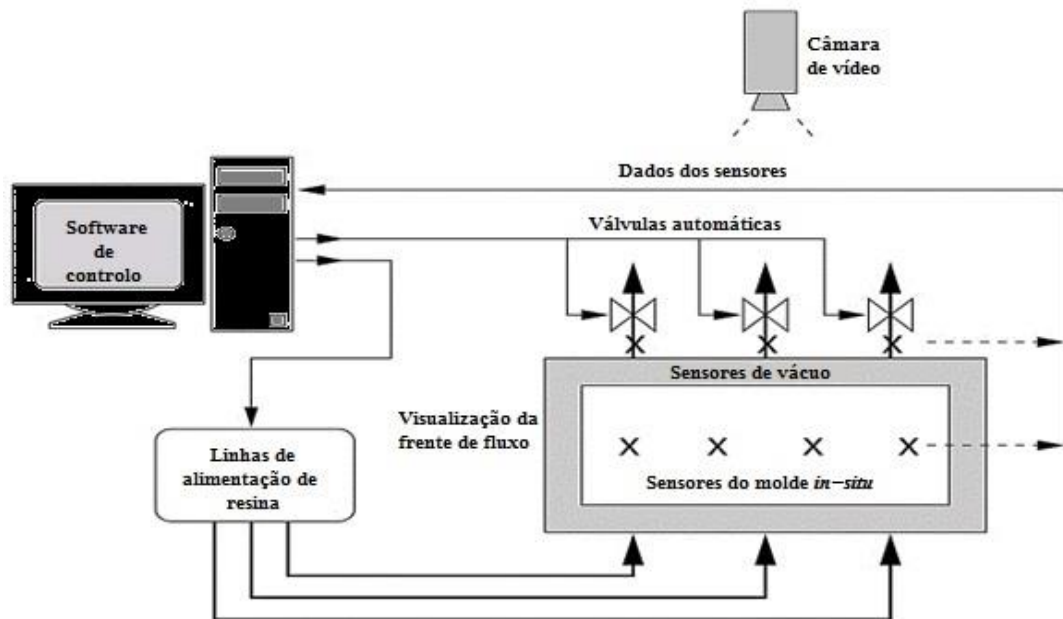 Câmara
de vídeo
Dados dos sensores
Válvulas automáticas
Software
de
controlo
Sensores de vácuo
Visualização da
frente de fluxo
Linhas de
alimentação de
resina
Sensores do molde in-situ